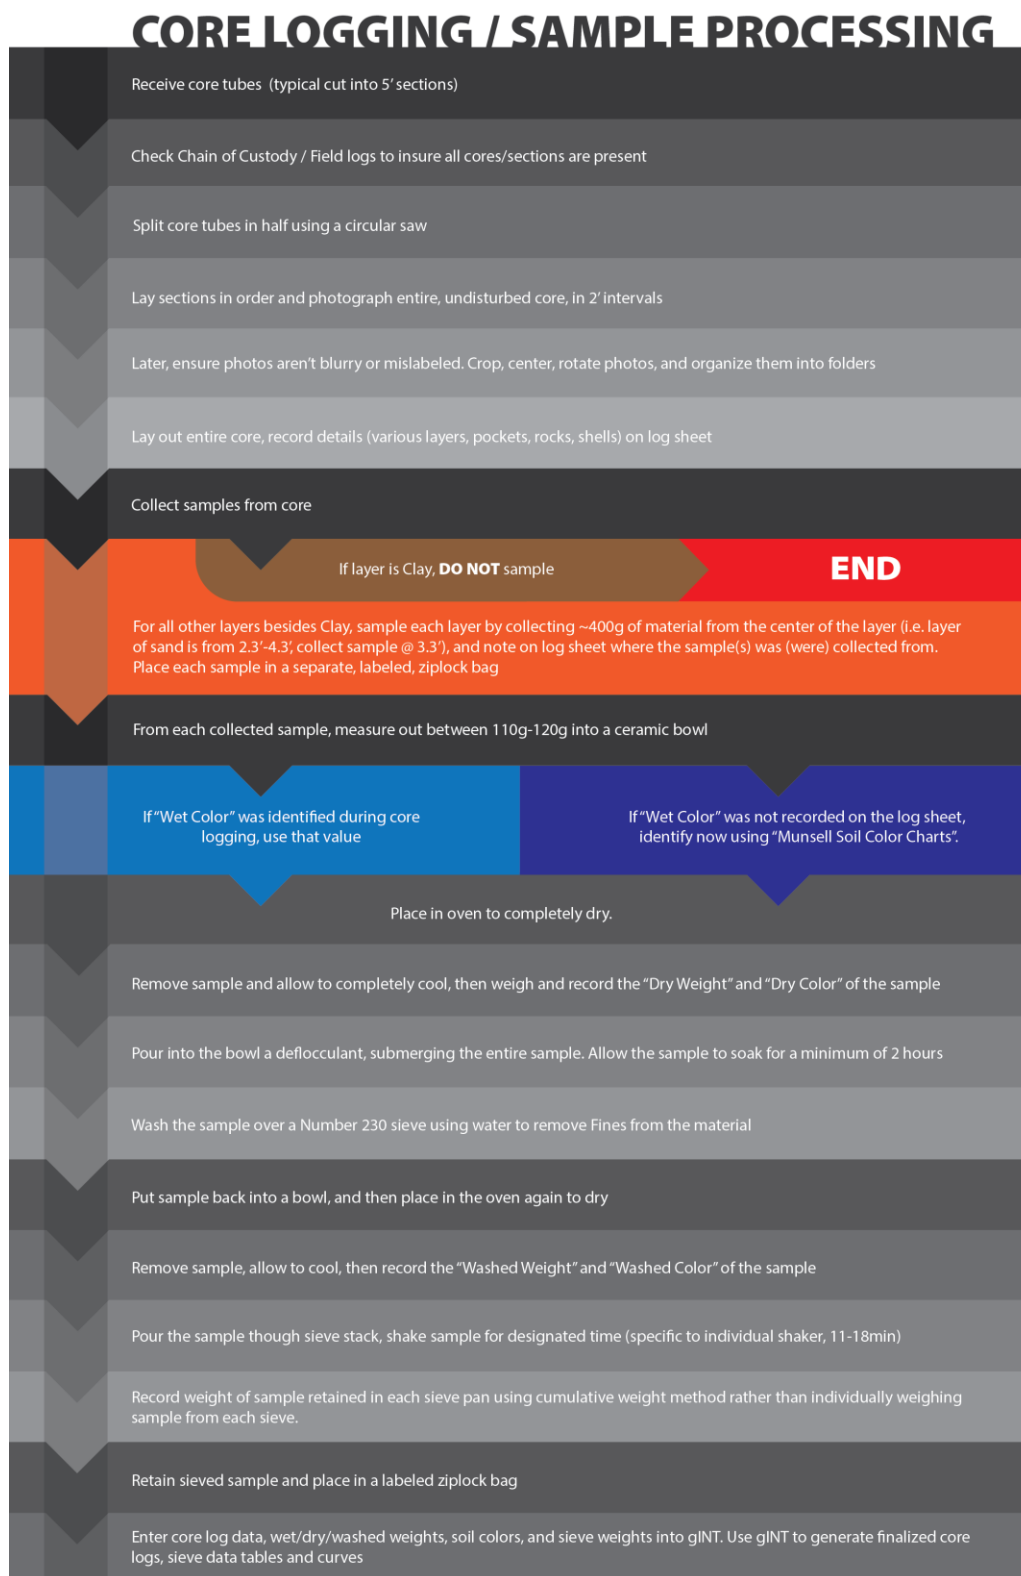 CORE LOGGING / SAMPLE PROCESSING
Receive core tubes (typical cut into 5' sections)
Check Chain of Custody / Field logs to insure all cores/sections are present
Split core tubes in half using a circular saw
Lay sections in order and photograph entire, undisturbed core, in 2' intervals
Later, ensure photos aren't blurry or mislabeled. Crop, center, rotate photos, and organize them into folders
Lay out entire core, record details (various layers, pockets, rocks, shells) on log sheet
Collect samples from core
If layer is Clay, DO NOT sample
END
For all other layers besides Clay, sample each layer by collecting ~400g of material from the center of the layer (i.e. layer
of sand is from 2.3'-4.3', collect sample @ 3.3'), and note on log sheet where the sample(s) was (were) collected from.
Place each sample in a separate, labeled, ziplock bag
From each collected sample, measure out between 110g-120g into a ceramic bowl
If "Wet Color" was identified during core
logging, use that value
If "Wet Color" was not recorded on the log sheet,
identify now using "Munsell Soil Color Charts".
Place in oven to completely dry.
Remove sample and allow to completely cool, then weigh and record the "Dry Weight" and "Dry Color" of the sample
Pour into the bowl a deflocculant, submerging the entire sample. Allow the sample to soak for a minimum of 2 hours
Wash the sample over a Number 230 sieve using water to remove Fines from the material
Put sample back into a bowl, and then place in the oven again to dry
Remove sample, allow to cool, then record the "Washed Weight" and "Washed Color" of the sample
Pour the sample though sieve stack, shake sample for designated time (specific to individual shaker, 11-18min)
Record weight of sample retained in each sieve pan using cumulative weight method rather than individually weighing
sample from each sieve.
Retain sieved sample and place in a labeled ziplock bag
Enter core log data, wet/dry/washed weights, soil colors, and sieve weights into gINT. Use gINT to generate finalized core
logs, sieve data tables and curves